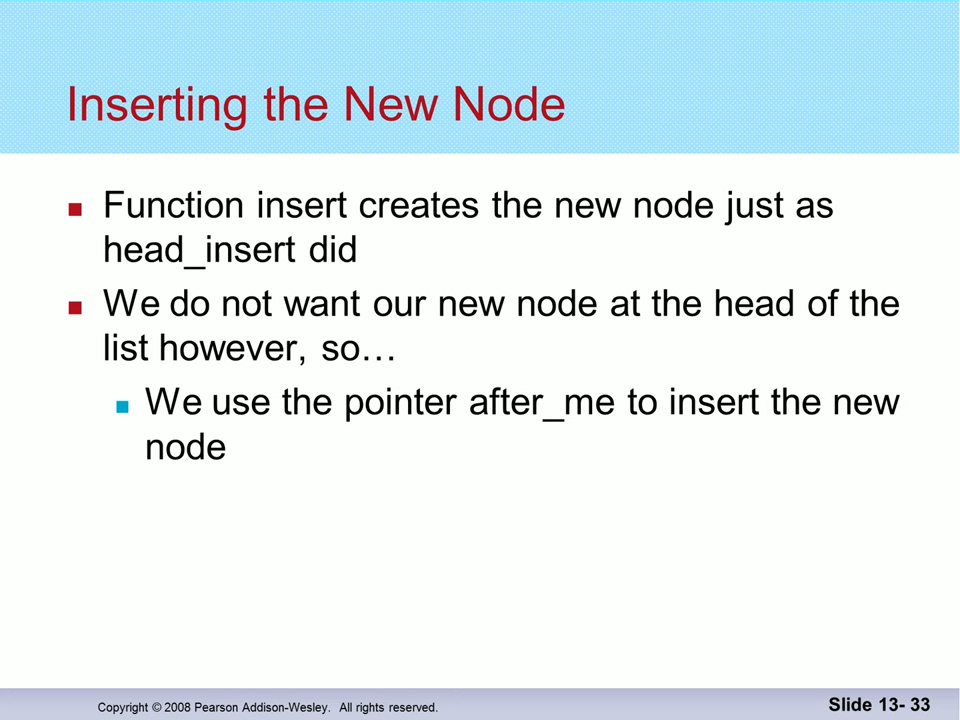 Inserting the New Node
Function insert creates the new node just as
head_insert did
We do not want our new node at the head of the
list however, so…
We use the pointer after_me to insert the new
node
Copyright © 2008 Pearson Addison-Wesley. All rights reserved.
Slide 13- 33